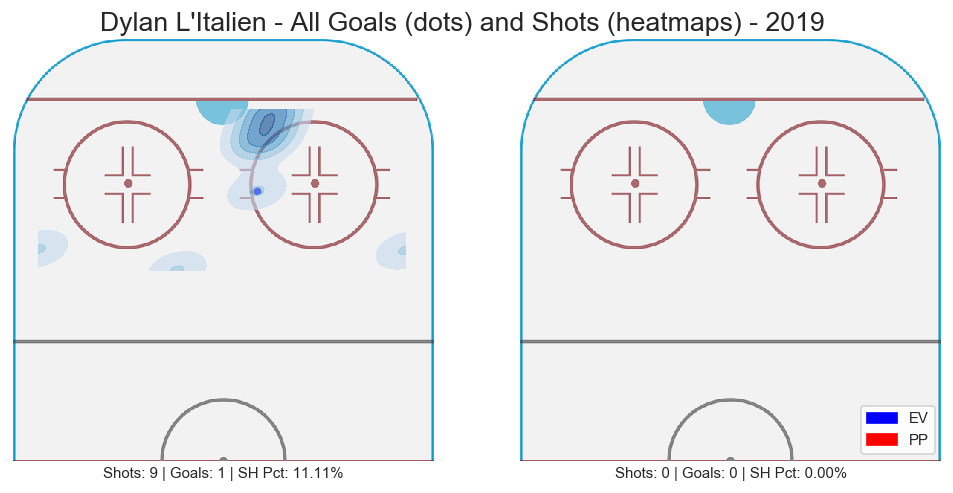 Dylan L'Italien - All Goals (dots) and Shots (heatmaps) - 2019
EV
PP
Shots: 9 | Goals: 1 | SH Pct: 11.11%
Shots: 0 | Goals: 0 | SH Pct: 0.00%